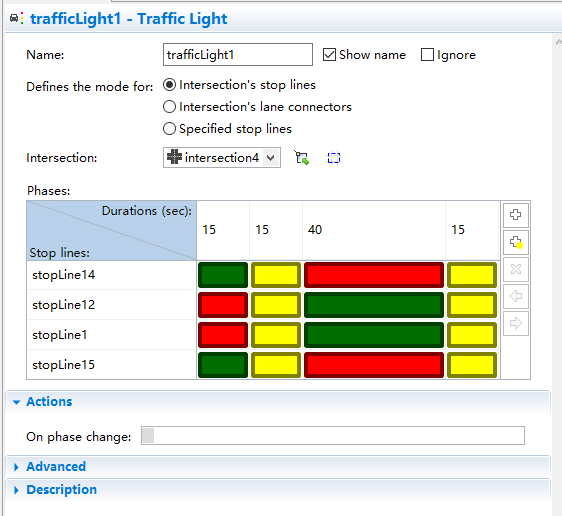 trafficLight1 - Traffic Light
Name: trafficLight1 Show name Ignore
Defines the mode for: Intersection's stop lines
Intersection's lane connectors
Specified stop lines
Intersection: intersection4
Phases:
Durations (sec): 15 15 40 15
Stop lines:
stopLine14
stopLine12
stopLine1
stopLine15
Actions
On phase change:
Advanced
Description